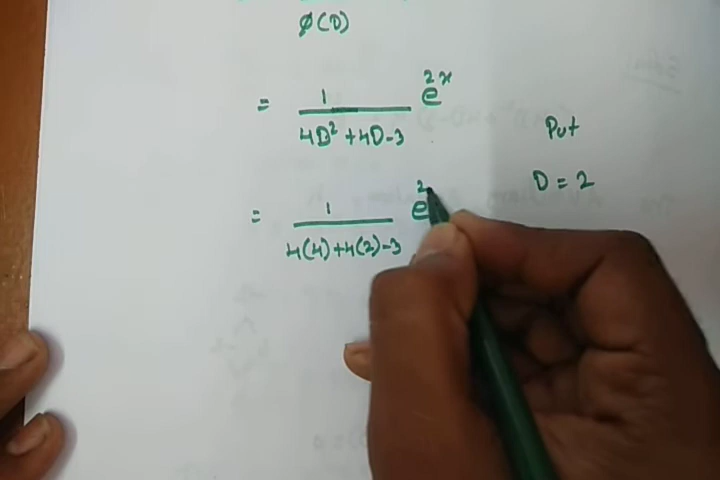 ϕ(D)
= 1/(4D² + 4D - 3) e^2x
Put
D = 2
= 1/(4(4) + 4(2) - 3) e^2